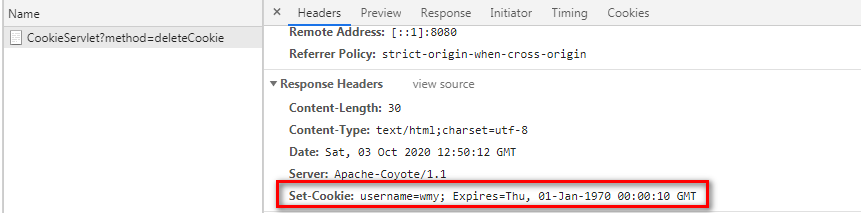 Name
CookieServlet?method=deleteCookie
Headers Preview Response Initiator Timing Cookies
Remote Address: [::1]:8080
Referrer Policy: strict-origin-when-cross-origin
Response Headers view source
Content-Length: 30
Content-Type: text/html;charset=utf-8
Date: Sat, 03 Oct 2020 12:50:12 GMT
Server: Apache-Coyote/1.1
Set-Cookie: username=wmy; Expires=Thu, 01-Jan-1970 00:00:10 GMT